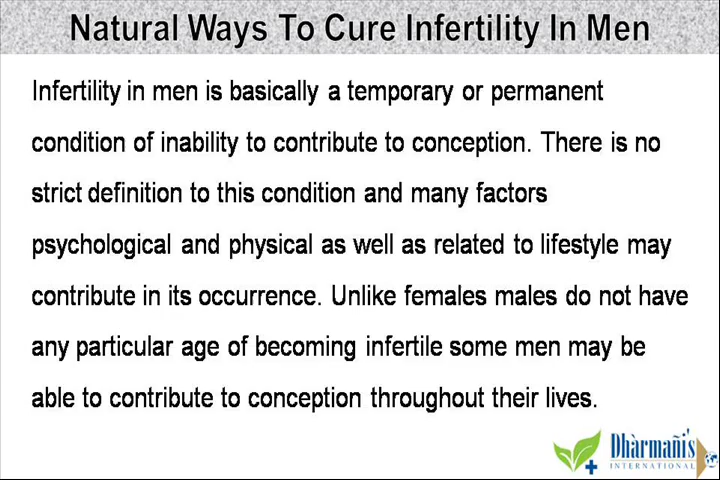 Natural Ways To Cure Infertility In Men
Infertility in men is basically a temporary or permanent
condition of inability to contribute to conception. There is no
strict definition to this condition and many factors
psychological and physical as well as related to lifestyle may
contribute in its occurrence. Unlike females males do not have
any particular age of becoming infertile some men may be
able to contribute to conception throughout their lives.
Dhàrmañi's
INTERNATIONAL